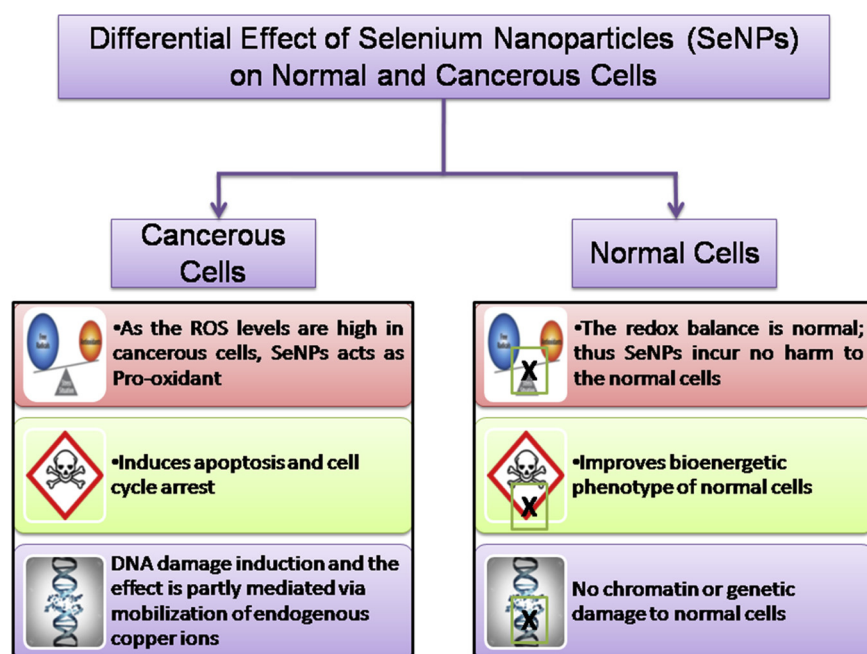 Differential Effect of Selenium Nanoparticles (SeNPs)
on Normal and Cancerous Cells
Cancerous
Cells
•As the ROS levels are high in
cancerous cells, SeNPs acts as
Pro-oxidant
•Induces apoptosis and cell
cycle arrest
DNA damage induction and the
effect is partly mediated via
mobilization of endogenous
copper ions
Normal Cells
X
•The redox balance is normal;
thus SeNPs incur no harm to
the normal cells
X
•Improves bioenergetic
phenotype of normal cells
X
No chromatin or genetic
damage to normal cells